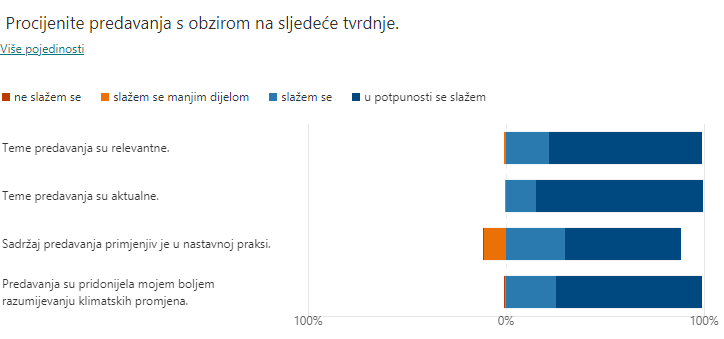 Procijenite predavanja s obzirom na sljedeće tvrdnje.
Više pojedinosti
ne slažem se
slažem se manjim dijelom
slažem se
u potpunosti se slažem
Teme predavanja su relevantne.
Teme predavanja su aktualne.
Sadržaj predavanja primjenjiv je u nastavnoj praksi.
Predavanja su pridonijela mojem boljem
razumijevanju klimatskih promjena.
100%
0%
100%